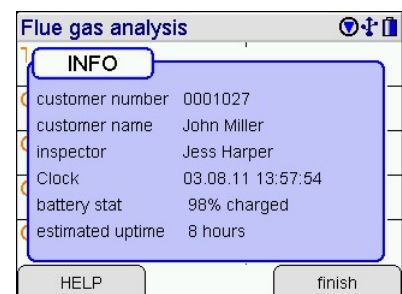 Flue gas analysis
INFO
customer number 0001027
customer name John Miller
inspector Jess Harper
Clock 03.08.11 13:57:54
battery stat 98% charged
estimated uptime 8 hours
HELP finish